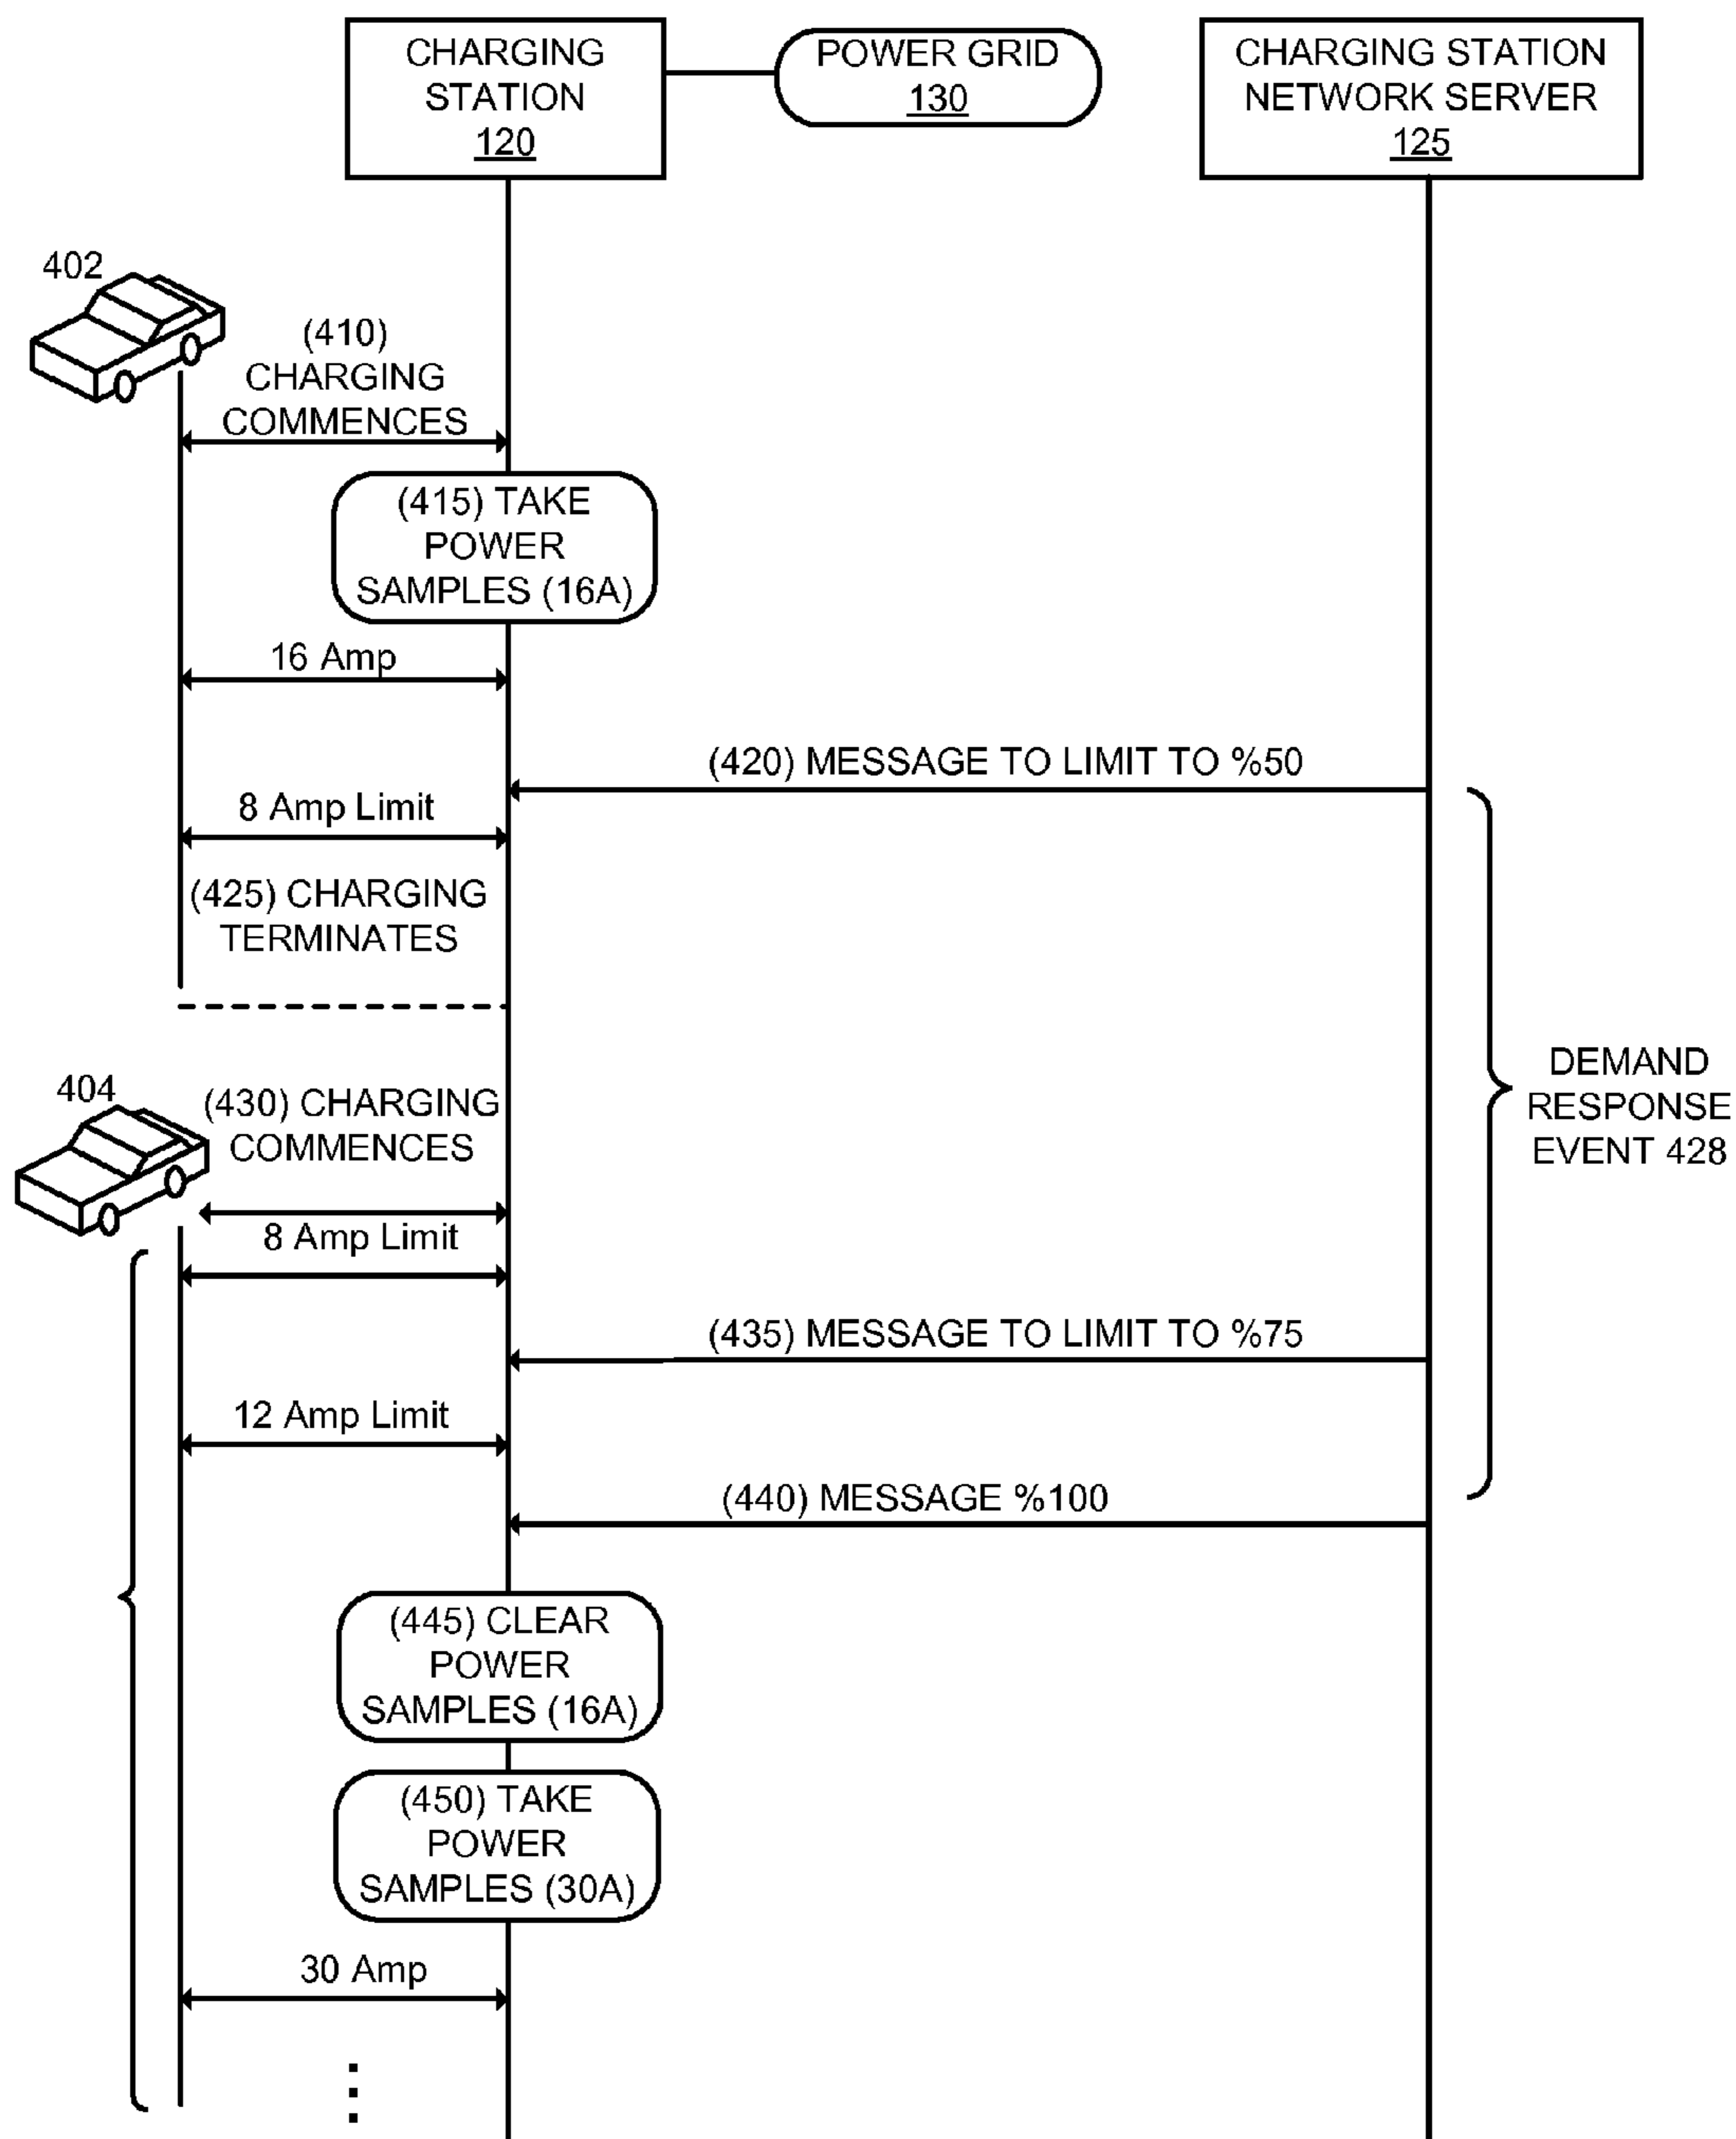 CHARGING
STATION
120
POWER GRID
130
CHARGING STATION
NETWORK SERVER
125
402
(410)
CHARGING
COMMENCES
(415) TAKE
POWER
SAMPLES (16A)
16 Amp
(420) MESSAGE TO LIMIT TO %50
8 Amp Limit
(425) CHARGING
TERMINATES
DEMAND
RESPONSE
EVENT 428
404
(430) CHARGING
COMMENCES
8 Amp Limit
(435) MESSAGE TO LIMIT TO %75
12 Amp Limit
(440) MESSAGE %100
(445) CLEAR
POWER
SAMPLES (16A)
(450) TAKE
POWER
SAMPLES (30A)
30 Amp